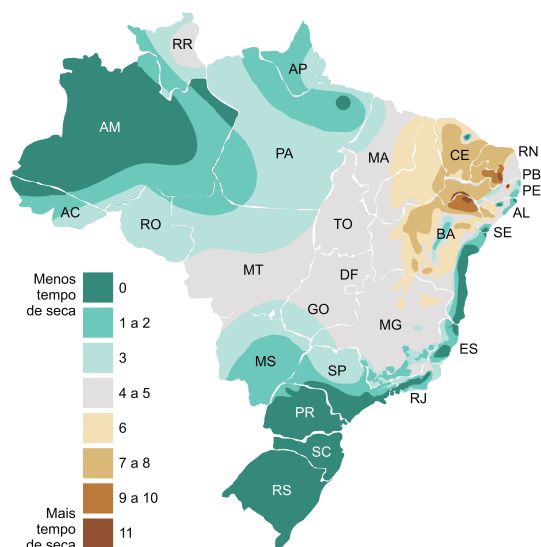 RR
AP
AM
PA
MA
CE
RN
PB
PE
AL
SE
AC
RO
TO
BA
MT
DF
GO
MG
ES
MS
SP
RJ
PR
SC
RS
Menos
tempo
de seca
0
1 a 2
3
4 a 5
6
7 a 8
9 a 10
11
Mais
tempo
de seca